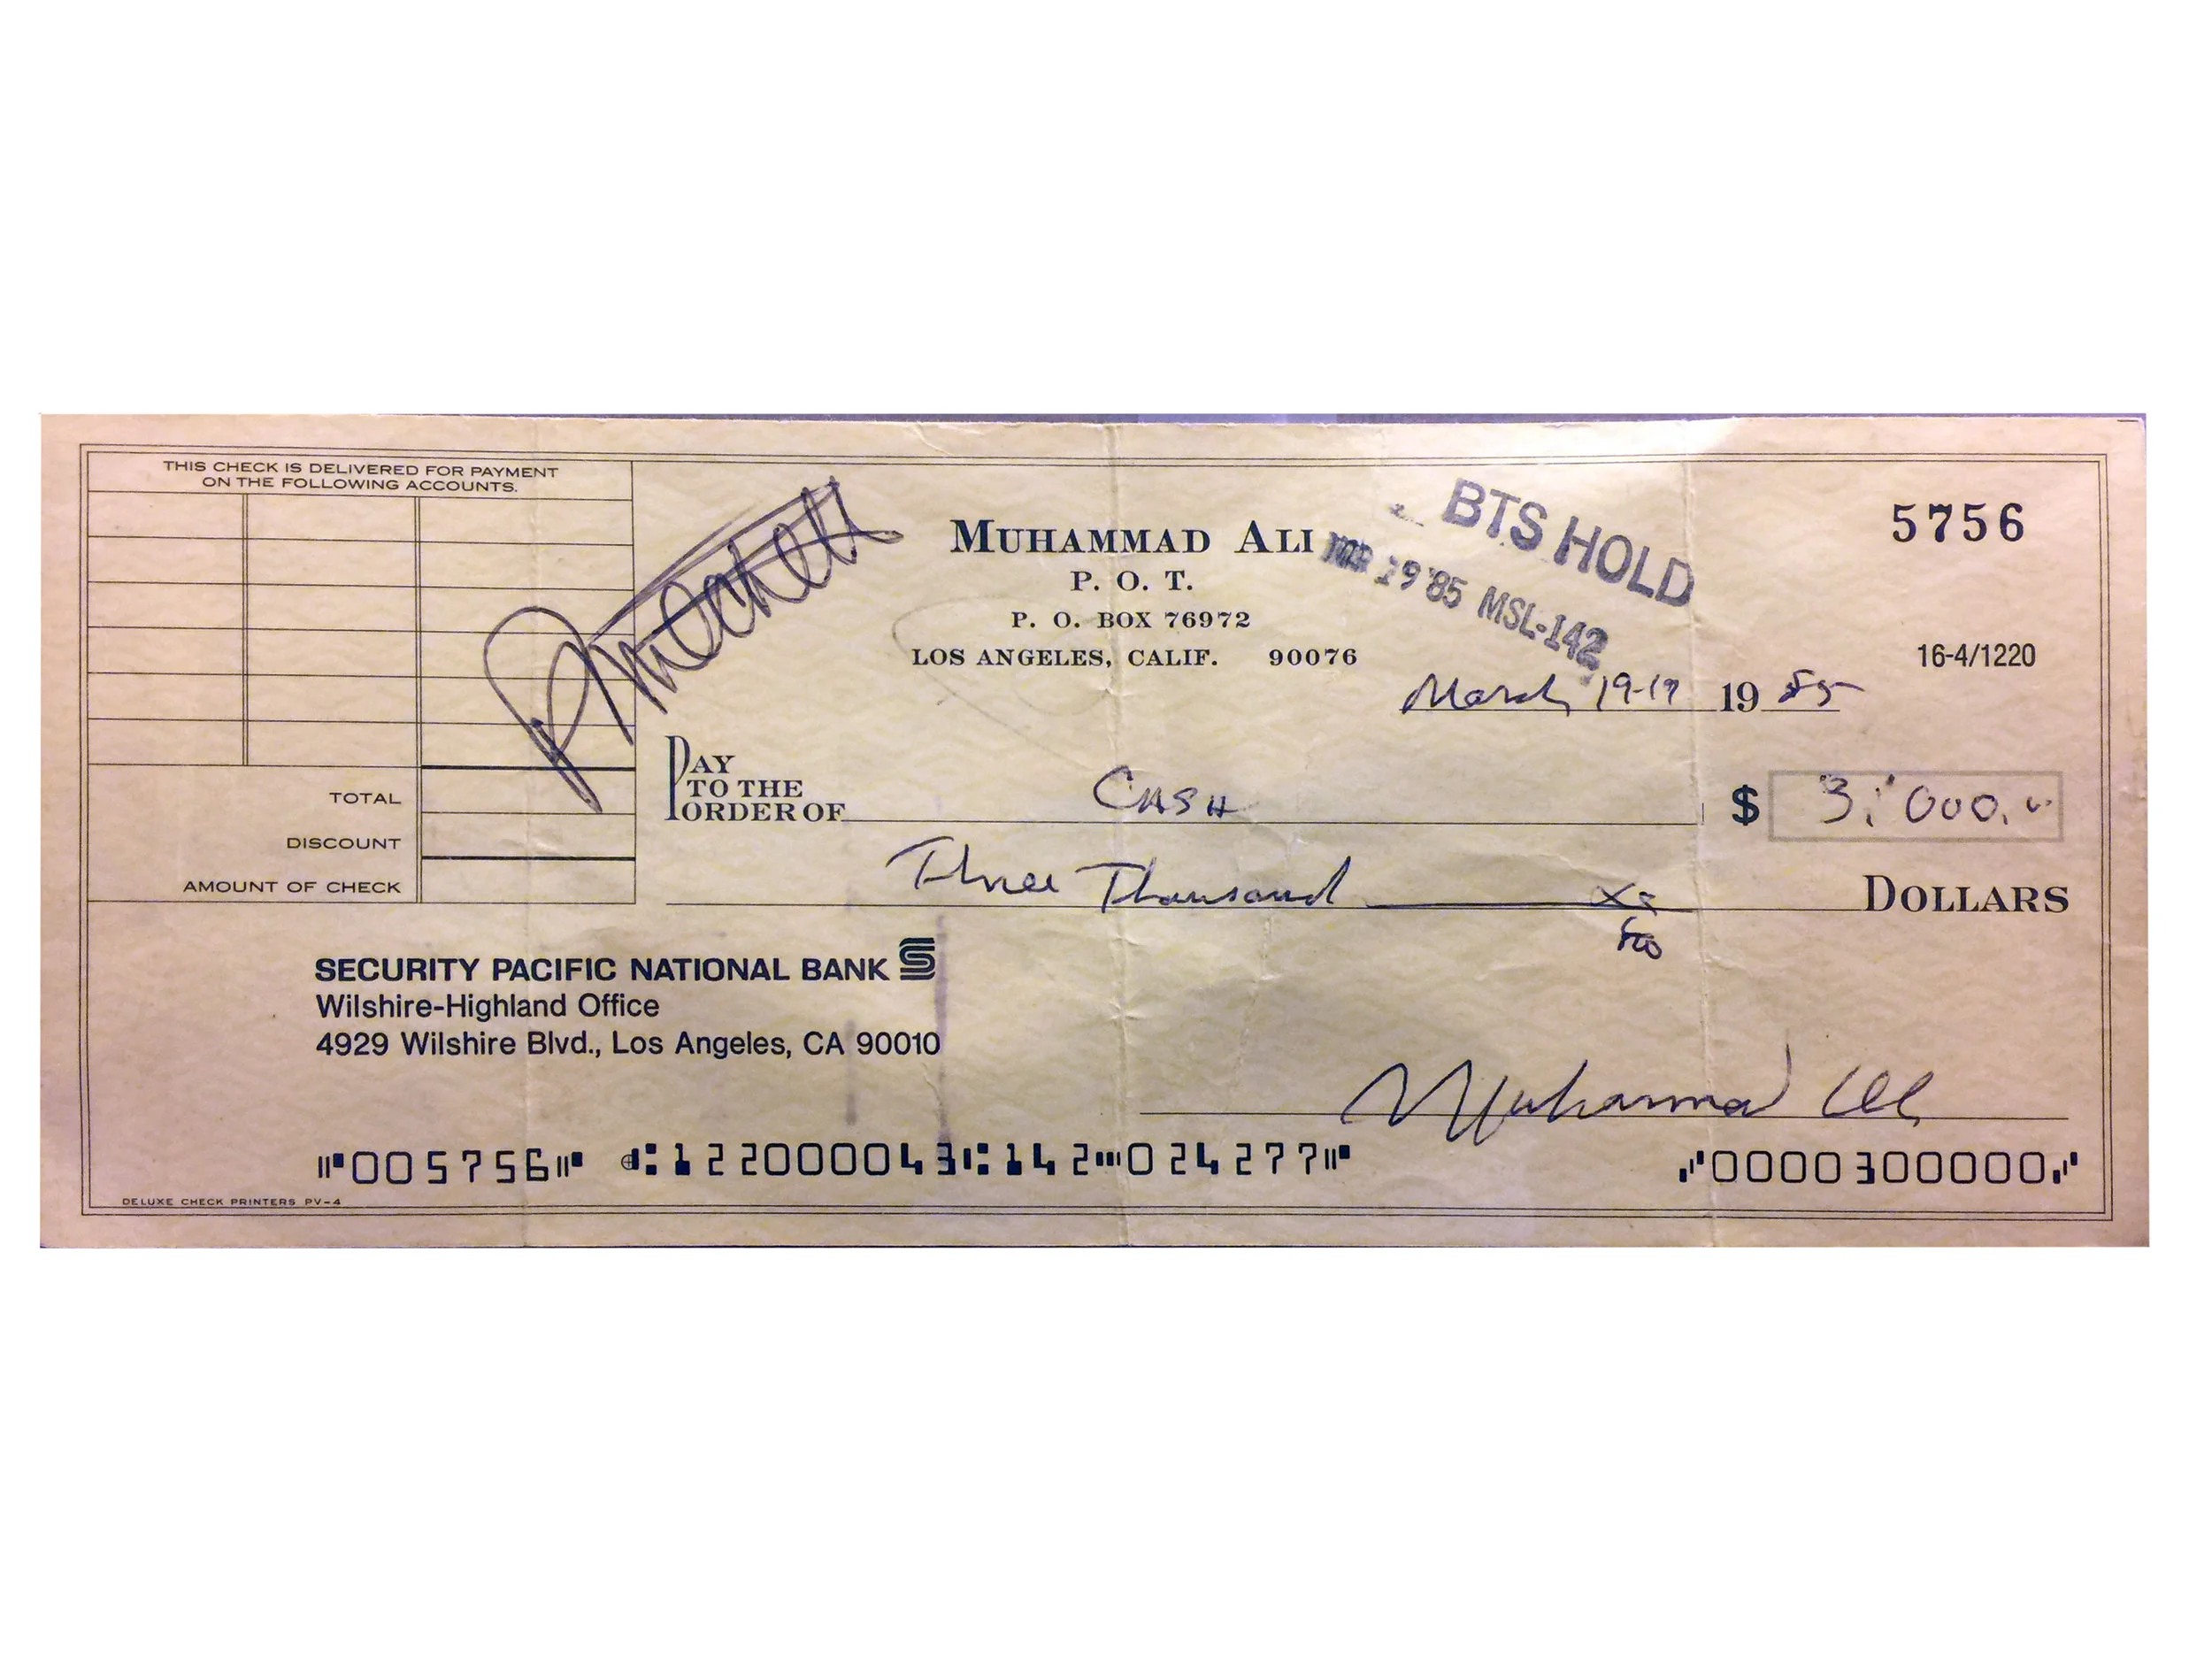 THIS CHECK IS DELIVERED FOR PAYMENT
ON THE FOLLOWING ACCOUNTS.
TOTAL
DISCOUNT
AMOUNT OF CHECK
MUHAMMAD ALI
P. O. T.
P. O. BOX 76972
LOS ANGELES, CALIF. 90076
BTS HOLD
MAR 19 '85 MSL-142
5756
16-4/1220
March 19-19 1985
PAY TO THE ORDER OF Cash $ 3,000.00
Three Thousand DOLLARS
SECURITY PACIFIC NATIONAL BANK
Wilshire-Highland Office
4929 Wilshire Blvd., Los Angeles, CA 90010
Muhammad Ali
⑈005756⑈ ⑆122000043⑆142⑉024277⑈ ⑇0000300000⑇
DELUXE CHECK PRINTERS PV-4